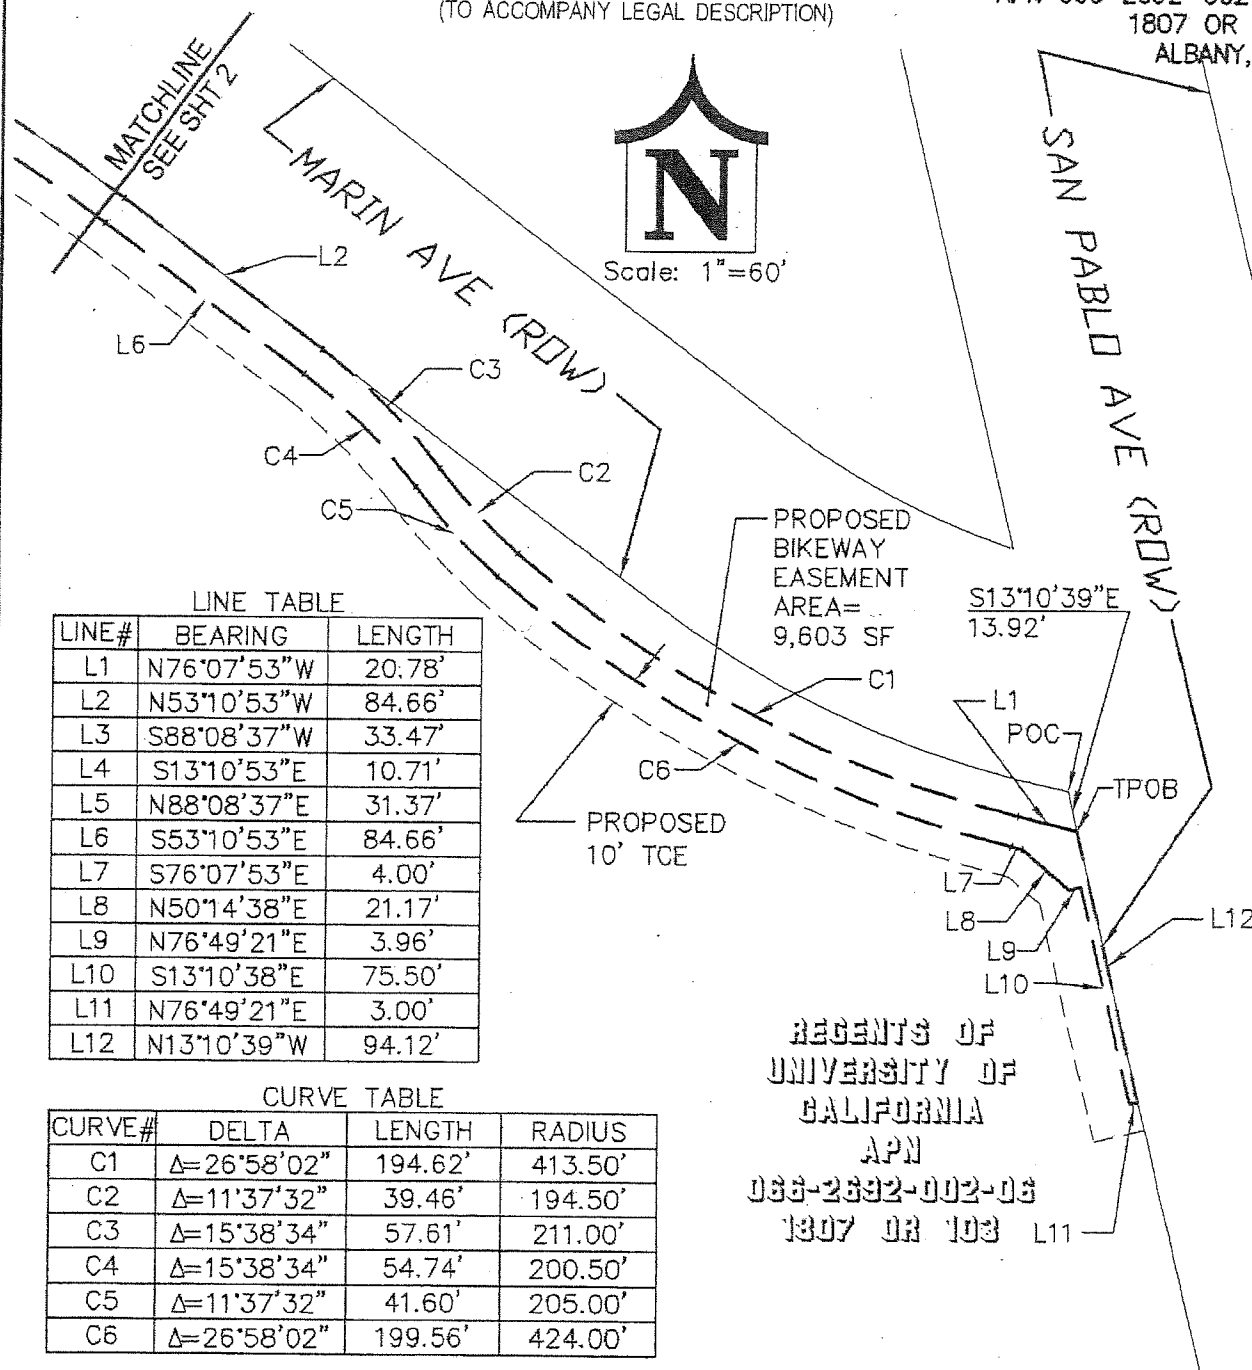 (TO ACCOMPANY LEGAL DESCRIPTION)
1807 OR
ALBANY,
MATCHLINE
SEE SHT 2
MARIN AVE (ROW)
N
Scale: 1"=60'
SAN PABLO AVE (ROW)
L2
L6
C3
C4
C2
C5
PROPOSED
BIKEWAY
EASEMENT
AREA=
9,603 SF
S13°10'39"E
13.92'
C1
L1
POC
TPOB
C6
PROPOSED
10' TCE
L7
L8
L9
L10
L12
L11
LINE TABLE
LINE# BEARING LENGTH
L1 N76°07'53"W 20.78'
L2 N53°10'53"W 84.66'
L3 S88°08'37"W 33.47'
L4 S13°10'53"E 10.71'
L5 N88°08'37"E 31.37'
L6 S53°10'53"E 84.66'
L7 S76°07'53"E 4.00'
L8 N50°14'38"E 21.17'
L9 N76°49'21"E 3.96'
L10 S13°10'38"E 75.50'
L11 N76°49'21"E 3.00'
L12 N13°10'39"W 94.12'
CURVE TABLE
CURVE# DELTA LENGTH RADIUS
C1 Δ=26°58'02" 194.62' 413.50'
C2 Δ=11°37'32" 39.46' 194.50'
C3 Δ=15°38'34" 57.61' 211.00'
C4 Δ=15°38'34" 54.74' 200.50'
C5 Δ=11°37'32" 41.60' 205.00'
C6 Δ=26°58'02" 199.56' 424.00'
REGENTS OF
UNIVERSITY OF
CALIFORNIA
APN
066-2692-002-06
1807 OR 103